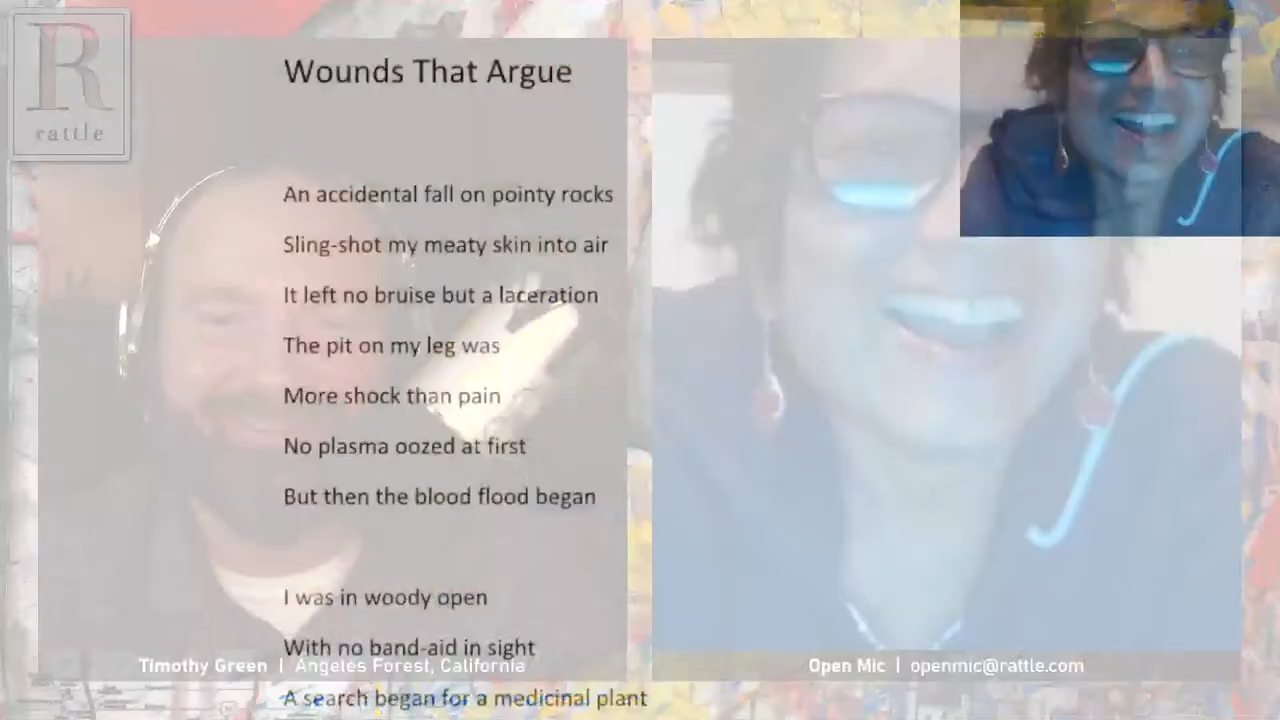 R
rattle
Wounds That Argue
An accidental fall on pointy rocks
Sling-shot my meaty skin into air
It left no bruise but a laceration
The pit on my leg was
More shock than pain
No plasma oozed at first
But then the blood flood began
I was in woody open
With no band-aid in sight
Timothy Green | Angeles Forest, California
Open Mic | openmic@rattle.com
A search began for a medicinal plant